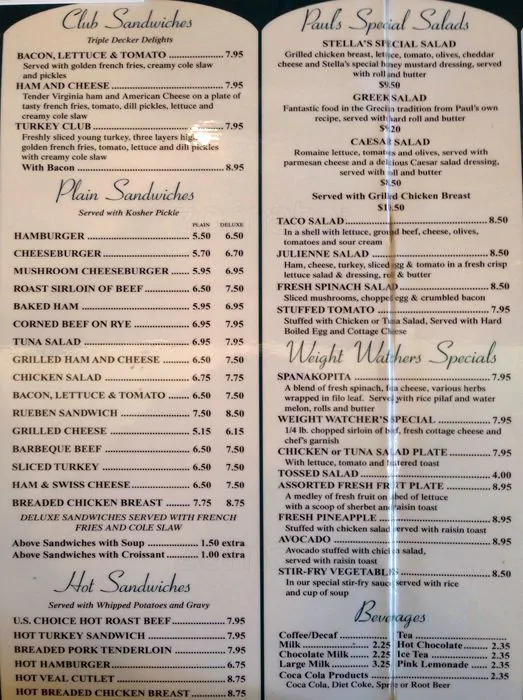 Club Sandwiches
Triple Decker Delights
BACON, LETTUCE & TOMATO 7.95
Served with golden french fries, creamy cole slaw
and pickles
HAM AND CHEESE 7.95
Tender Virginia ham and American Cheese on a plate of
tasty french fries, tomato, dill pickles, lettuce and
creamy cole slaw
TURKEY CLUB 7.95
Freshly sliced young turkey, three layers
golden french fries, tomato, lettuce and dill pickles
with creamy cole slaw
With Bacon 8.95
Plain Sandwiches
Served with Kosher Pickle
PLAIN DELUXE
HAMBURGER 5.50 6.50
CHEESEBURGER 5.70 6.70
MUSHROOM CHEESEBURGER 5.95 6.95
ROAST SIRLOIN OF BEEF 6.50 7.50
BAKED HAM 5.95 6.95
CORNED BEEF ON RYE 6.95 7.95
TUNA SALAD 6.95 7.95
GRILLED HAM AND CHEESE 6.50 7.50
CHICKEN SALAD 6.75 7.75
BACON, LETTUCE & TOMATO 6.50 7.50
RUEBEN SANDWICH 7.50 8.50
GRILLED CHEESE 5.15 6.15
BARBEQUE BEEF 6.50 7.50
SLICED TURKEY 6.50 7.50
HAM & SWISS CHEESE 6.50 7.50
BREADED CHICKEN BREAST 7.75 8.75
DELUXE SANDWICHES SERVED WITH FRENCH
FRIES AND COLE SLAW
Above Sandwiches with Soup 1.50 extra
Above Sandwiches with Croissant 1.00 extra
Hot Sandwiches
Served with Whipped Potatoes and Gravy
U.S. CHOICE HOT ROAST BEEF 7.95
HOT TURKEY SANDWICH 7.95
BREADED PORK TENDERLOIN 7.95
HOT HAMBURGER 6.75
HOT VEAL CUTLET 8.75
HOT BREADED CHICKEN BREAST 8.75
Paul's Special Salads
STELLA'S SPECIAL SALAD
Grilled chicken breast, lettuce, tomato, olives, cheddar
cheese and Stella's special honey mustard dressing, served
with roll and butter
$9.50
GREEK SALAD
Fantastic food in the Grecian tradition from Paul's own
recipe, served with hard roll and butter
$9.20
CAESAR SALAD
Romaine lettuce, tomatoes and olives, served with
parmesan cheese and a delicious Caesar salad dressing,
served with roll and butter
$8.50
Served with Grilled Chicken Breast
TACO SALAD 8.50
In a shell with lettuce, ground beef, cheese, olives,
tomatoes and sour cream
JULIENNE SALAD 8.50
Ham, cheese, turkey, sliced egg & tomato in a fresh crisp
lettuce salad & dressing, roll & butter
FRESH SPINACH SALAD 8.50
Sliced mushrooms, chopped egg & crumbled bacon
STUFFED TOMATO 7.95
Stuffed with Chicken or Tuna Salad, Served with Hard
Boiled Egg and Cottage Cheese
Weight Watchers Specials
SPANAKOPITA 7.95
A blend of fresh spinach, feta cheese, various herbs
wrapped in filo leaf. Served with rice pilaf and water
melon, rolls and butter
WEIGHT WATCHER'S SPECIAL 7.95
1/4 lb. chopped sirloin of beef, fresh cottage cheese and
chef's garnish
CHICKEN or TUNA SALAD PLATE 7.95
With lettuce, tomato and buttered toast
TOSSED SALAD 4.00
ASSORTED FRESH FRUIT PLATE 8.95
A medley of fresh fruit on a bed of lettuce
with a scoop of sherbet and raisin toast
FRESH PINEAPPLE 8.95
Stuffed with chicken salad served with raisin toast
AVOCADO 8.95
Avocado stuffed with chicken salad,
served with raisin toast
STIR-FRY VEGETABLES 8.50
In our special stir-fry sauce served with rice
and cup of soup
Beverages
Coffee/Decaf Tea
Milk 2.25 Hot Chocolate 2.35
Chocolate Milk 2.25 Ice Tea 2.35
Large Milk 3.25 Pink Lemonade 2.35
Coca Cola Products 2.35
Coca Cola, Diet Coke, Sprite or Root Beer